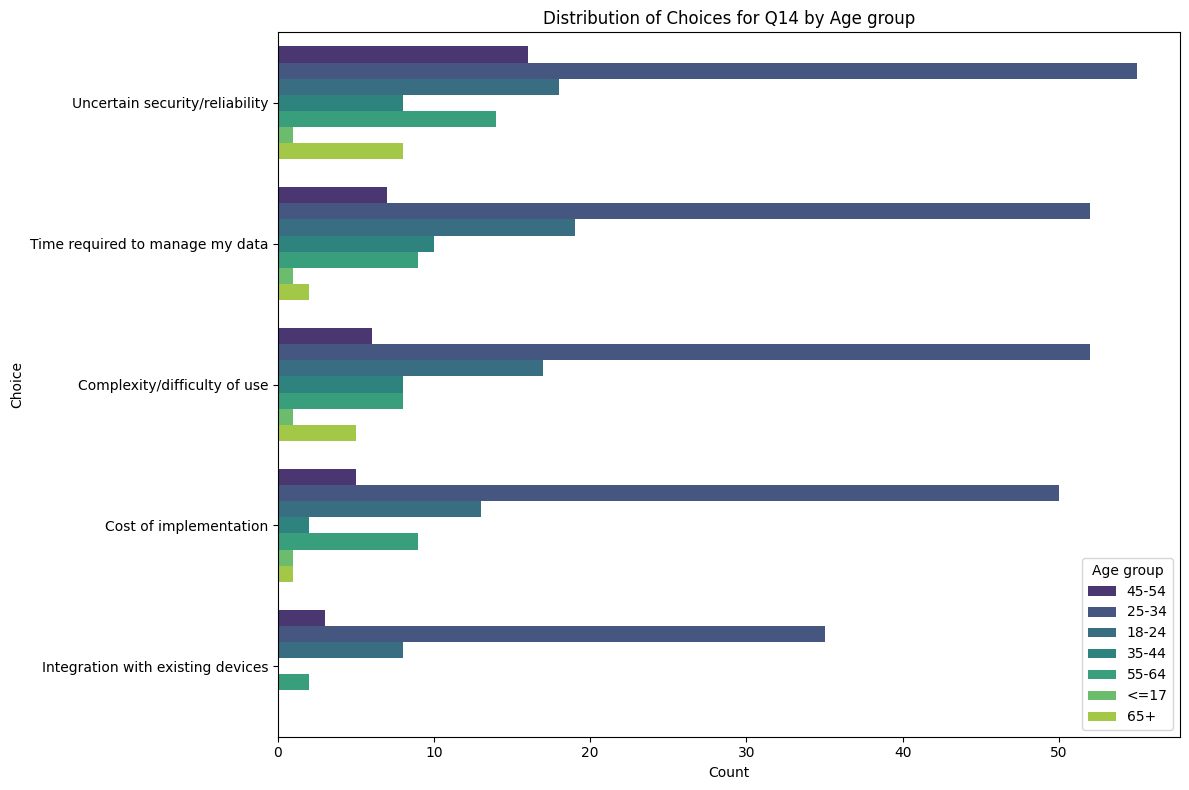 Distribution of Choices for Q14 by Age group
Choice
Uncertain security/reliability
Time required to manage my data
Complexity/difficulty of use
Cost of implementation
Integration with existing devices
0 10 20 30 40 50
Count
Age group
45-54
25-34
18-24
35-44
55-64
<=17
65+